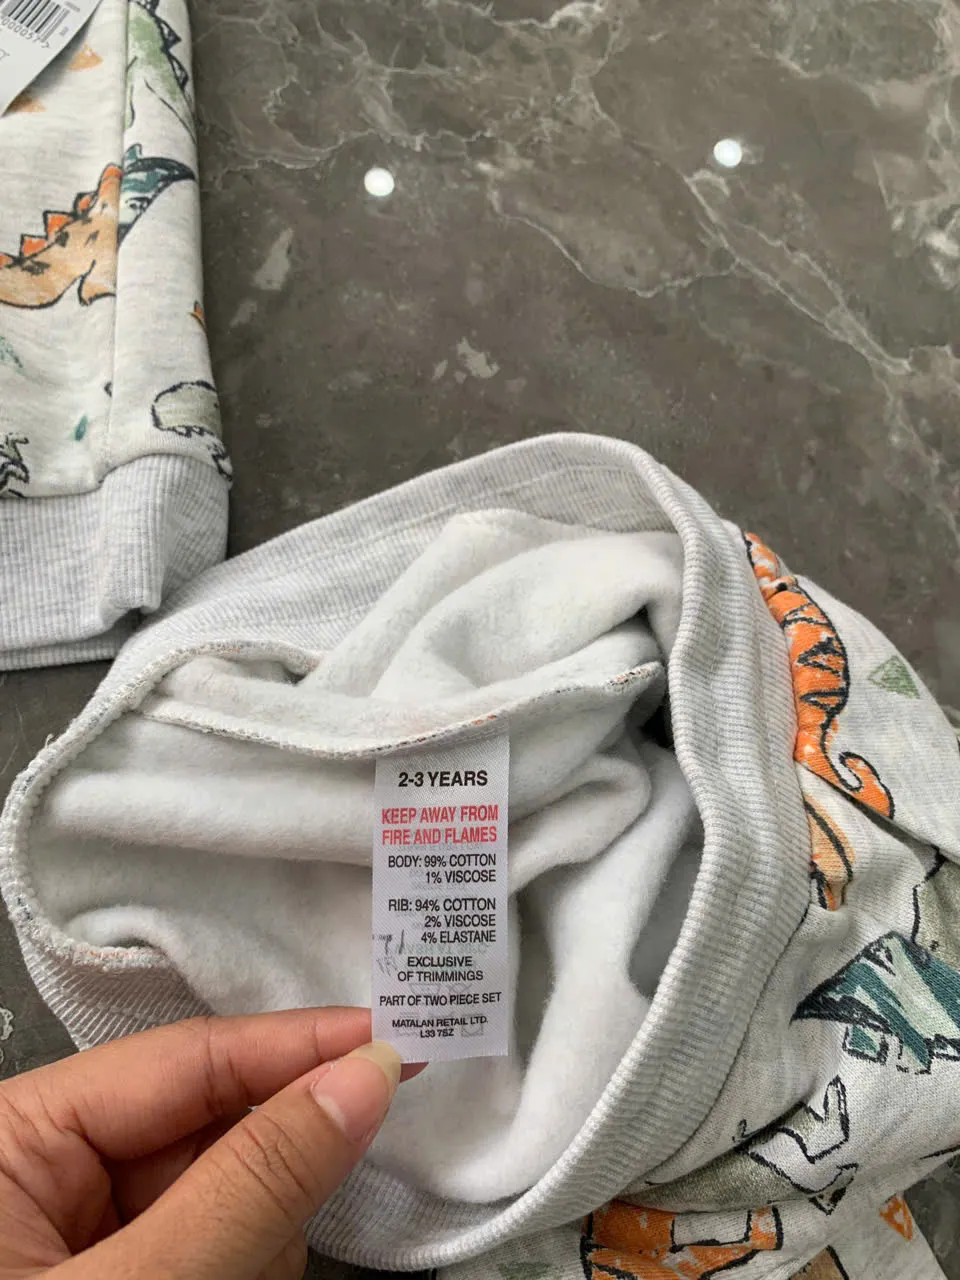 2-3 YEARS
KEEP AWAY FROM
FIRE AND FLAMES
BODY: 99% COTTON
1% VISCOSE
RIB: 94% COTTON
2% VISCOSE
4% ELASTANE
EXCLUSIVE
OF TRIMMINGS
PART OF TWO PIECE SET
MATALAN RETAIL LTD.
L33 7SZ